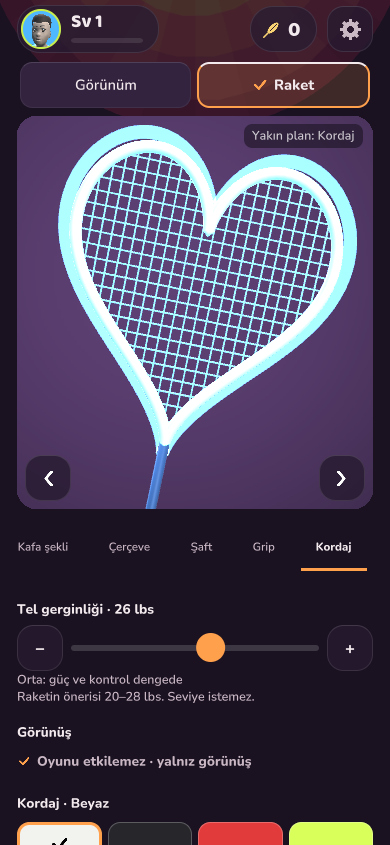 Sv 1
0
Görünüm
Raket
Yakın plan: Kordaj
Kafa şekli
Çerçeve
Şaft
Grip
Kordaj
Tel gerginliği · 26 lbs
Orta: güç ve kontrol dengede
Raketin önerisi 20–28 lbs. Seviye istemez.
Görünüş
Oyunu etkilemez · yalnız görünüş
Kordaj · Beyaz